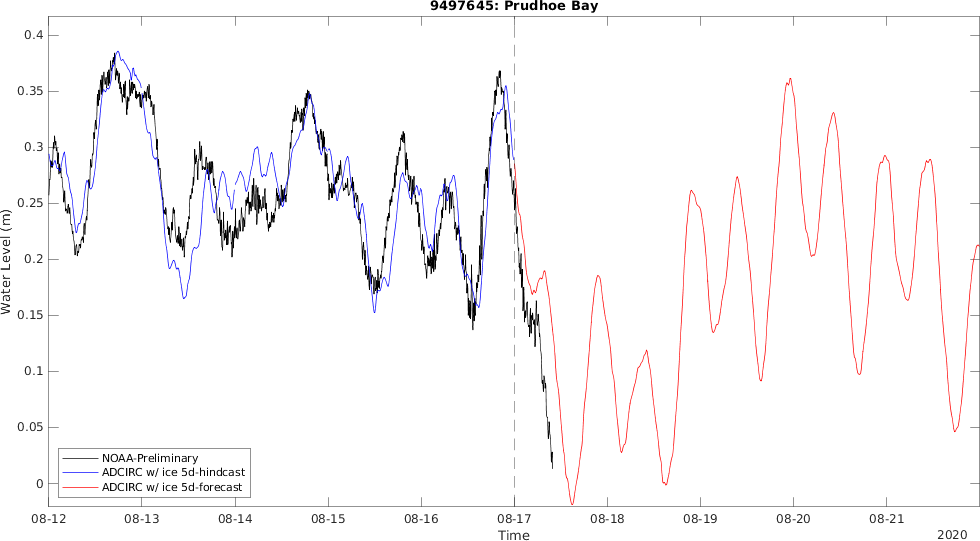 9497645: Prudhoe Bay
Water Level (m)
0.4
0.35
0.3
0.25
0.2
0.15
0.1
0.05
0
NOAA-Preliminary
ADCIRC w/ ice 5d-hindcast
ADCIRC w/ ice 5d-forecast
08-12 08-13 08-14 08-15 08-16 08-17 08-18 08-19 08-20 08-21
Time
2020